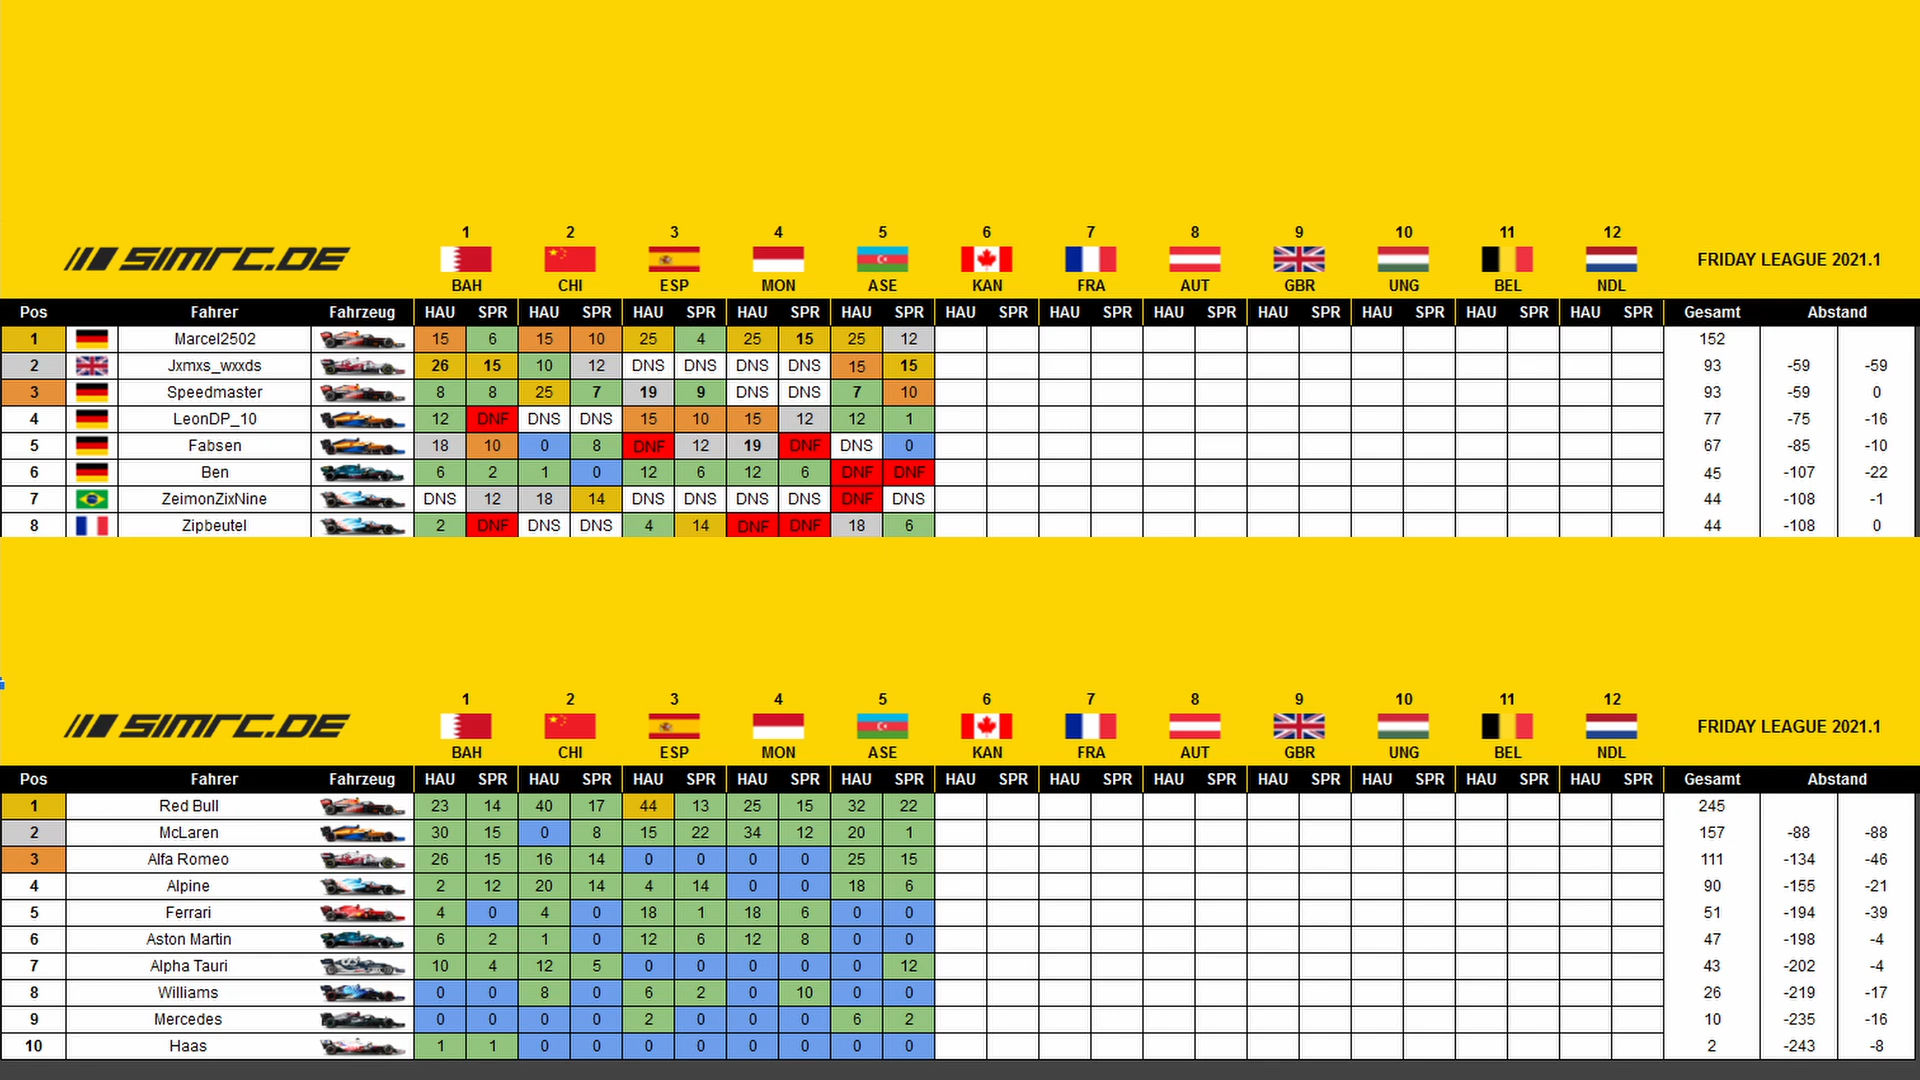 1 2 3 4 5 6 7 8 9 10 11 12
SIMRC.DE FRIDAY LEAGUE 2021.1
BAH CHI ESP MON ASE KAN FRA AUT GBR UNG BEL NDL
Pos Fahrer Fahrzeug HAU SPR HAU SPR HAU SPR HAU SPR HAU SPR HAU SPR HAU SPR HAU SPR HAU SPR HAU SPR HAU SPR HAU SPR Gesamt Abstand
1 Marcel2502 15 6 15 10 25 4 25 15 25 12 152
2 Jxmxs_wxxds 26 15 10 12 DNS DNS DNS DNS 15 15 93 -59 -59
3 Speedmaster 8 8 25 7 19 9 DNS DNS 7 10 93 -59 0
4 LeonDP_10 12 DNF DNS DNS 15 10 15 12 12 1 77 -75 -16
5 Fabsen 18 10 0 8 DNF 12 19 DNF DNS 0 67 -85 -10
6 Ben 6 2 1 0 12 6 12 6 DNF DNF 45 -107 -22
7 ZeimonZixNine DNS 12 18 14 DNS DNS DNS DNS DNF DNS 44 -108 -1
8 Zipbeutel 2 DNF DNS DNS 4 14 DNF DNF 18 6 44 -108 0
1 2 3 4 5 6 7 8 9 10 11 12
SIMRC.DE FRIDAY LEAGUE 2021.1
BAH CHI ESP MON ASE KAN FRA AUT GBR UNG BEL NDL
Pos Fahrer Fahrzeug HAU SPR HAU SPR HAU SPR HAU SPR HAU SPR HAU SPR HAU SPR HAU SPR HAU SPR HAU SPR HAU SPR HAU SPR Gesamt Abstand
1 Red Bull 23 14 40 17 44 13 25 15 32 22 245
2 McLaren 30 15 0 8 15 22 34 12 20 1 157 -88 -88
3 Alfa Romeo 26 15 16 14 0 0 0 0 25 15 111 -134 -46
4 Alpine 2 12 20 14 4 14 0 0 18 6 90 -155 -21
5 Ferrari 4 0 4 0 18 1 18 6 0 0 51 -194 -39
6 Aston Martin 6 2 1 0 12 6 12 8 0 0 47 -198 -4
7 Alpha Tauri 10 4 12 5 0 0 0 0 0 12 43 -202 -4
8 Williams 0 0 8 0 6 2 0 10 0 0 26 -219 -17
9 Mercedes 0 0 0 0 2 0 0 0 6 2 10 -235 -16
10 Haas 1 1 0 0 0 0 0 0 0 0 2 -243 -8